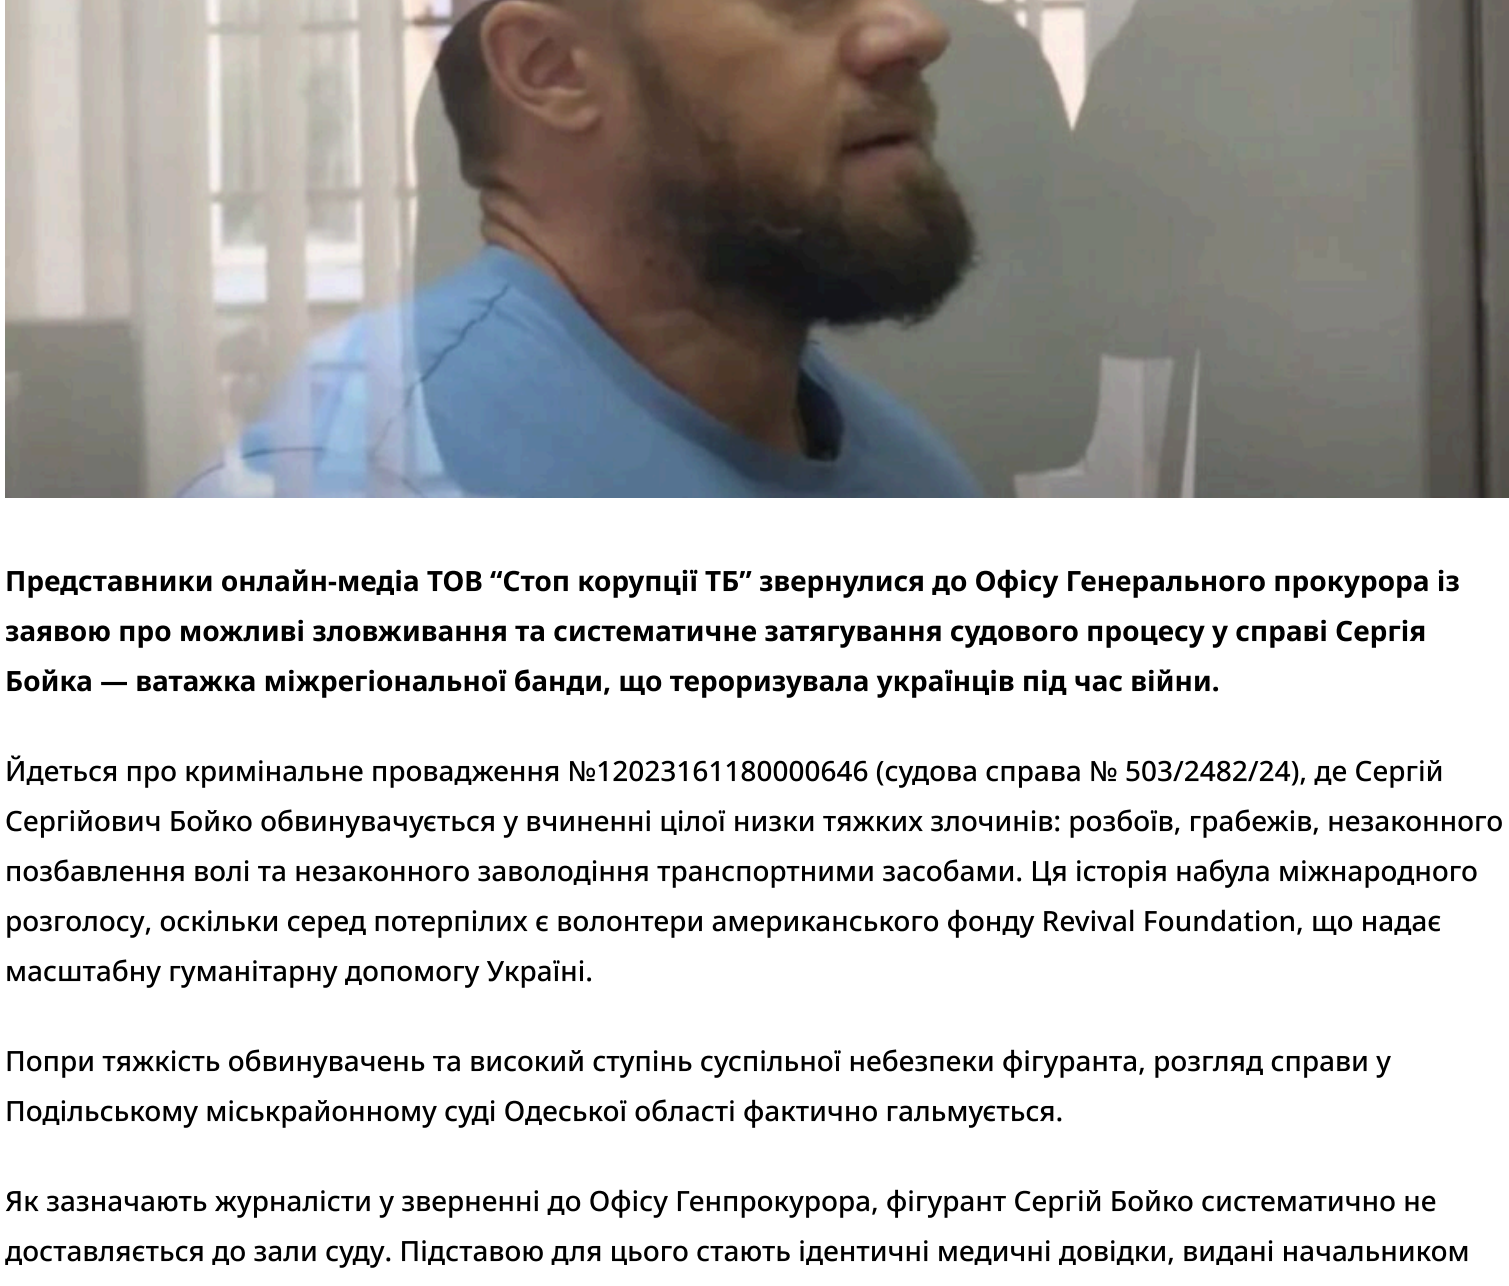 Представники онлайн-медіа ТОВ “Стоп корупції ТБ” звернулися до Офісу Генерального прокурора із
заявою про можливі зловживання та систематичне затягування судового процесу у справі Сергія
Бойка — ватажка міжрегіональної банди, що тероризувала українців під час війни.
Йдеться про кримінальне провадження №12023161180000646 (судова справа № 503/2482/24), де Сергій
Сергійович Бойко обвинувачується у вчиненні цілої низки тяжких злочинів: розбоїв, грабежів, незаконного
позбавлення волі та незаконного заволодіння транспортними засобами. Ця історія набула міжнародного
розголосу, оскільки серед потерпілих є волонтери американського фонду Revival Foundation, що надає
масштабну гуманітарну допомогу Україні.
Попри тяжкість обвинувачень та високий ступінь суспільної небезпеки фігуранта, розгляд справи у
Подільському міськрайонному суді Одеської області фактично гальмується.
Як зазначають журналісти у зверненні до Офісу Генпрокурора, фігурант Сергій Бойко систематично не
доставляється до зали суду. Підставою для цього стають ідентичні медичні довідки, видані начальником